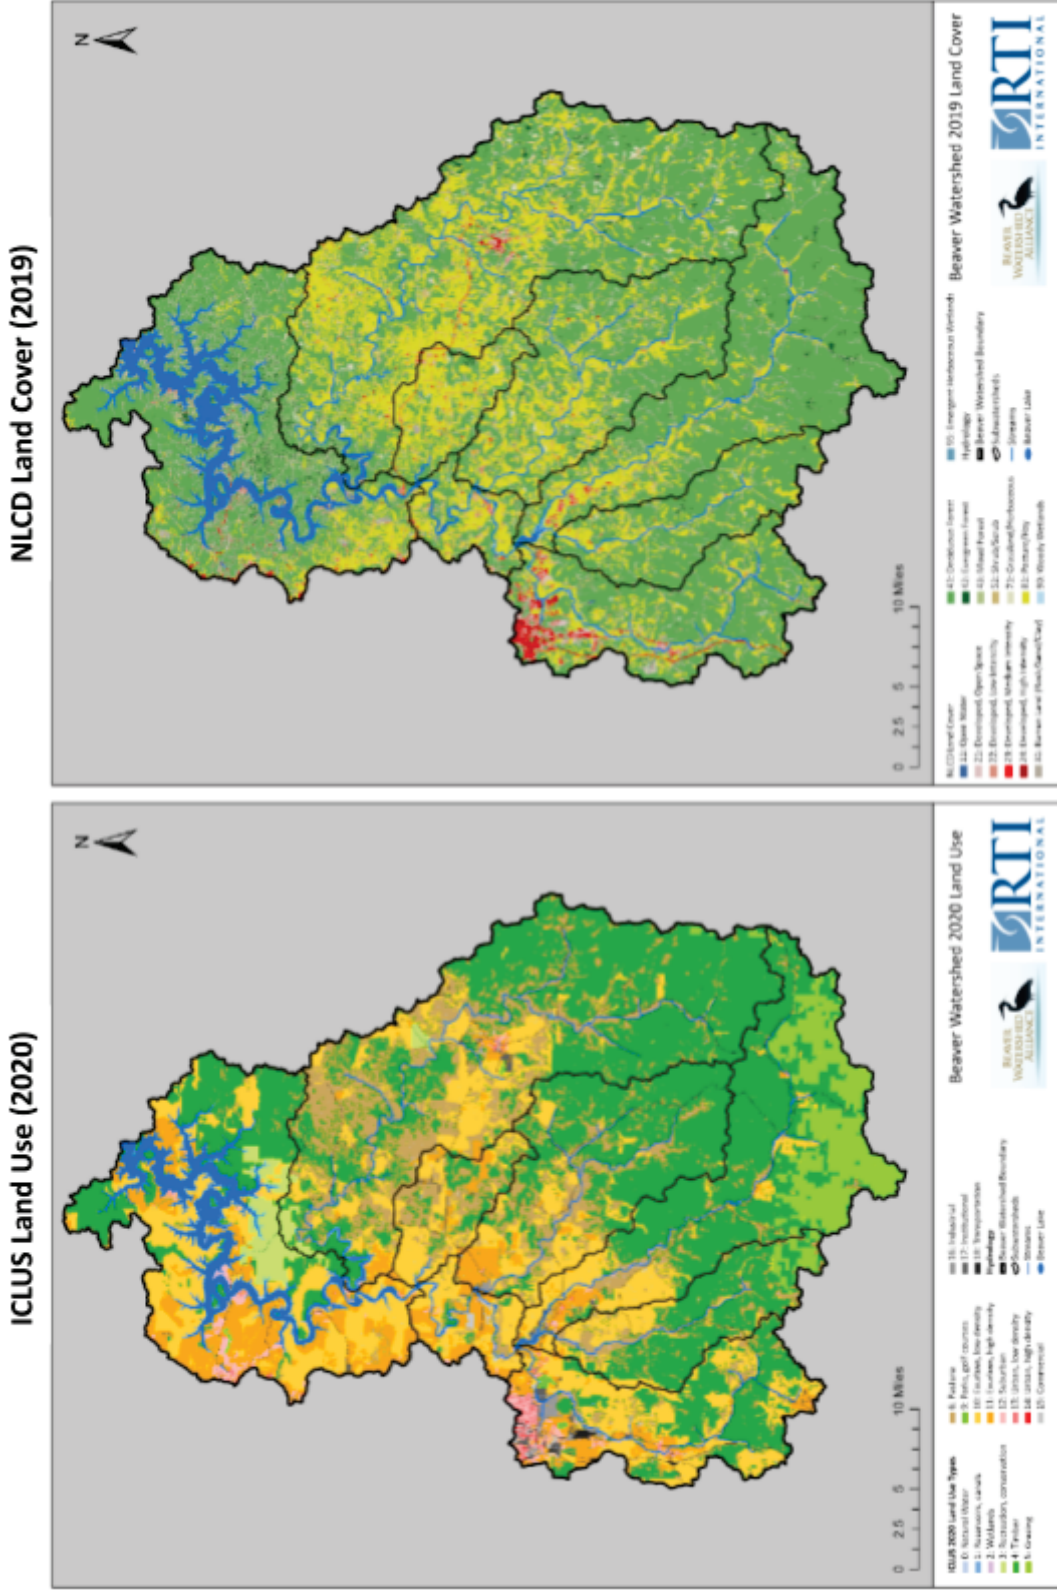 ICLUS Land Use (2020)
N
0 2.5 5 10 Miles
ICLUS 2020 Land Use Types
0: Natural Water
1: Reservoirs, canals
2: Wetlands
3: Recreation, conservation
4: Timber
5: Grazing
6: Pasture
9: Parks, golf courses
10: Exurban, low density
11: Exurban, high density
12: Suburban
13: Urban, low density
14: Urban, high density
15: Commercial
16: Industrial
17: Institutional
18: Transportation
Hydrology
Beaver Watershed Boundary
Subwatersheds
Streams
Beaver Lake
Beaver Watershed 2020 Land Use
BEAVER
WATERSHED
ALLIANCE
RTI
INTERNATIONAL
NLCD Land Cover (2019)
N
0 2.5 5 10 Miles
NLCD Land Cover
11: Open Water
21: Developed, Open Space
22: Developed, Low Intensity
23: Developed, Medium Intensity
24: Developed, High Intensity
31: Barren Land (Rock/Sand/Clay)
41: Deciduous Forest
42: Evergreen Forest
43: Mixed Forest
52: Shrub/Scrub
71: Grassland/Herbaceous
81: Pasture/Hay
90: Woody Wetlands
95: Emergent Herbaceous Wetlands
Hydrology
Beaver Watershed Boundary
Subwatersheds
Streams
Beaver Lake
Beaver Watershed 2019 Land Cover
BEAVER
WATERSHED
ALLIANCE
RTI
INTERNATIONAL